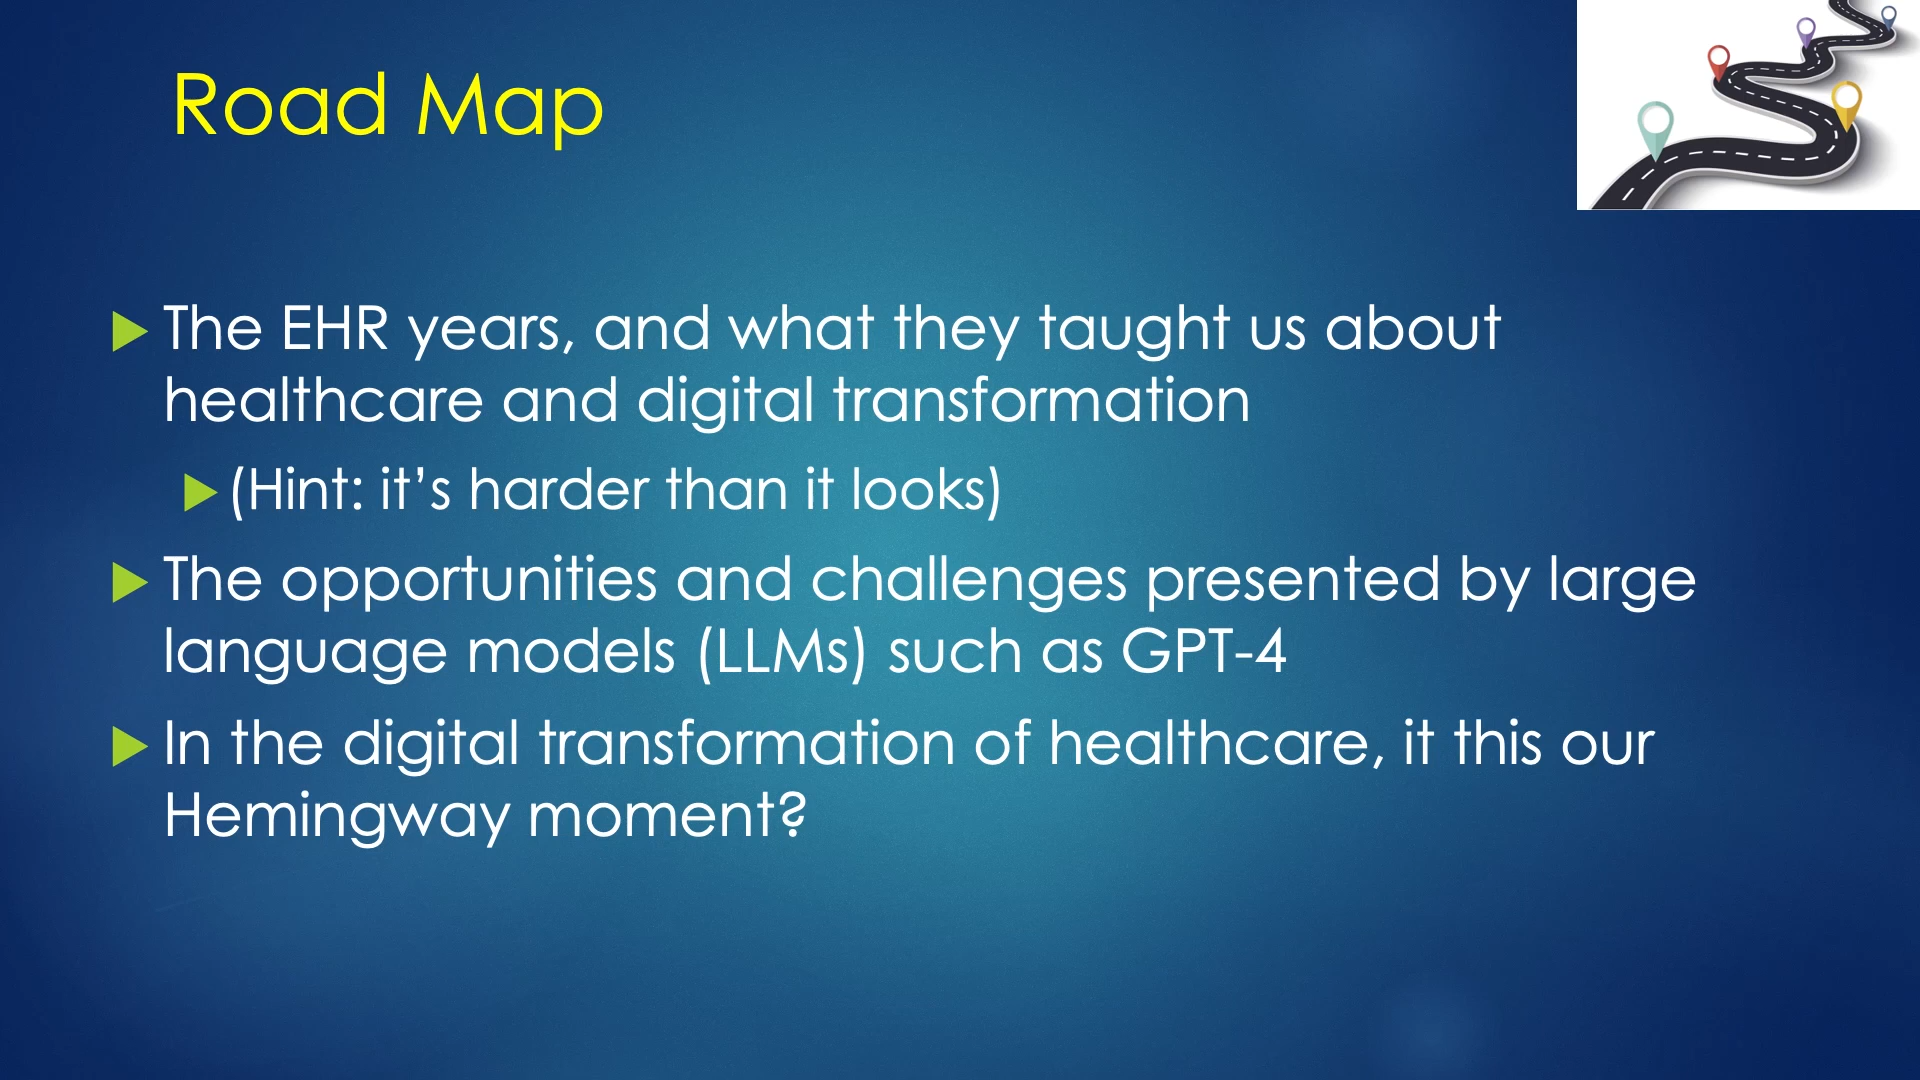 Road Map
The EHR years, and what they taught us about
healthcare and digital transformation
(Hint: it’s harder than it looks)
The opportunities and challenges presented by large
language models (LLMs) such as GPT-4
In the digital transformation of healthcare, it this our
Hemingway moment?